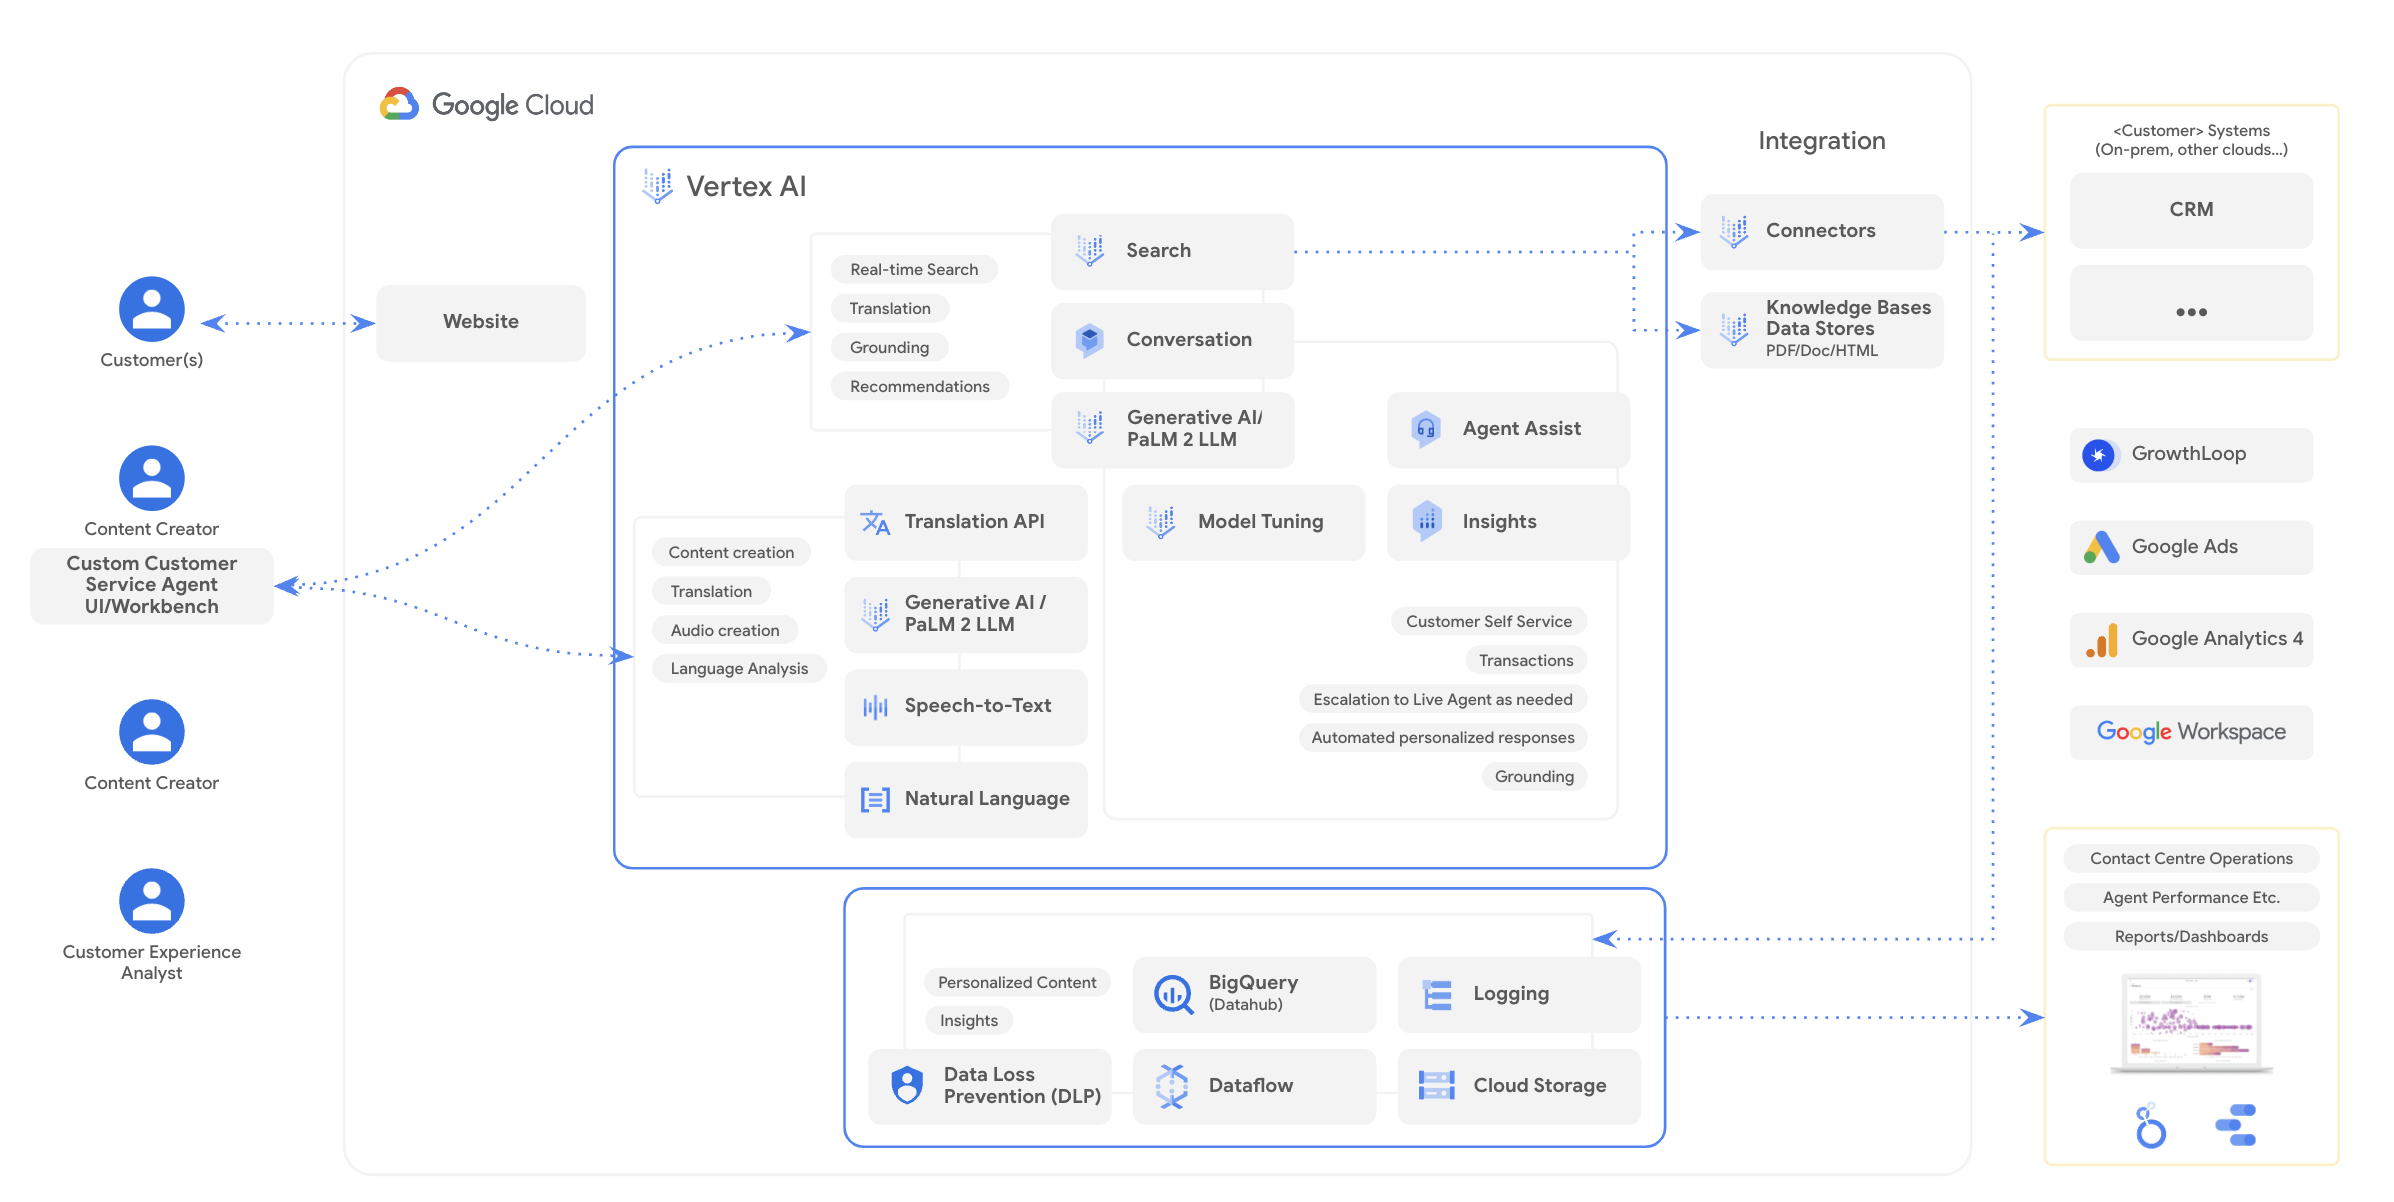 Google Cloud
Integration
<Customer> Systems
(On-prem, other clouds...)
CRM
Vertex AI
Search
Connectors
Real-time Search
Translation
Grounding
Recommendations
Conversation
Generative AI/
PaLM 2 LLM
Knowledge Bases
Data Stores
PDF/Doc/HTML
Customer(s)
Website
Content Creator
Custom Customer
Service Agent
UI/Workbench
Content Creator
Customer Experience
Analyst
Agent Assist
Model Tuning
Insights
Content creation
Translation
Audio creation
Language Analysis
Translation API
Generative AI /
PaLM 2 LLM
Speech-to-Text
Natural Language
Customer Self Service
Transactions
Escalation to Live Agent as needed
Automated personalized responses
Grounding
GrowthLoop
Google Ads
Google Analytics 4
Google Workspace
Personalized Content
Insights
BigQuery
(Datahub)
Logging
Data Loss
Prevention (DLP)
Dataflow
Cloud Storage
Contact Centre Operations
Agent Performance Etc.
Reports/Dashboards